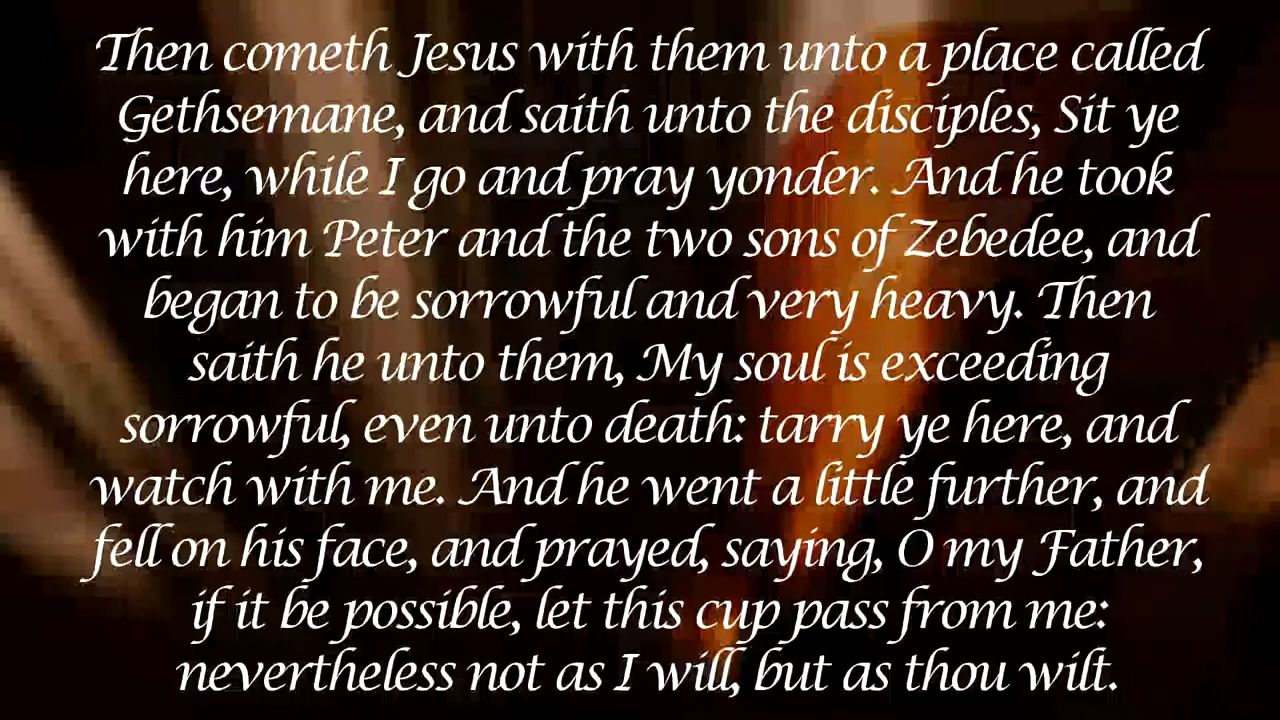 Then cometh Jesus with them unto a place called
Gethsemane, and saith unto the disciples, Sit ye
here, while I go and pray yonder. And he took
with him Peter and the two sons of Zebedee, and
began to be sorrowful and very heavy. Then
saith he unto them, My soul is exceeding
sorrowful, even unto death: tarry ye here, and
watch with me. And he went a little further, and
fell on his face, and prayed, saying, O my Father,
if it be possible, let this cup pass from me:
nevertheless not as I will, but as thou wilt.